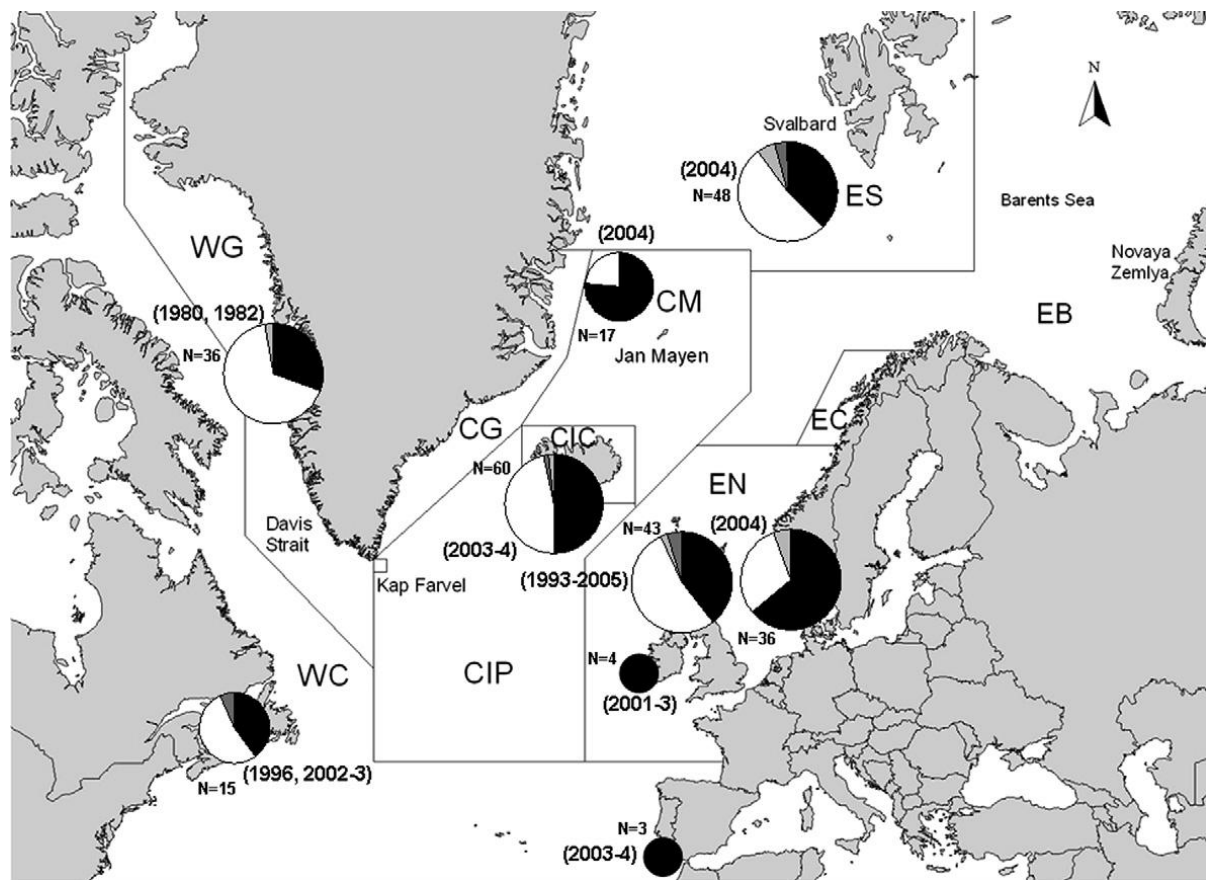 N
Svalbard
(2004)
N=48
ES
Barents Sea
WG
Novaya
Zemlya
(2004)
CM
EB
(1980, 1982)
N=36
N=17
Jan Mayen
CG
CIC
EC
N=60
EN
Davis
Strait
N=43
(2004)
(2003-4)
(1993-2005)
Kap Farvel
N=36
WC
CIP
N=4
(2001-3)
(1996, 2002-3)
N=15
N=3
(2003-4)